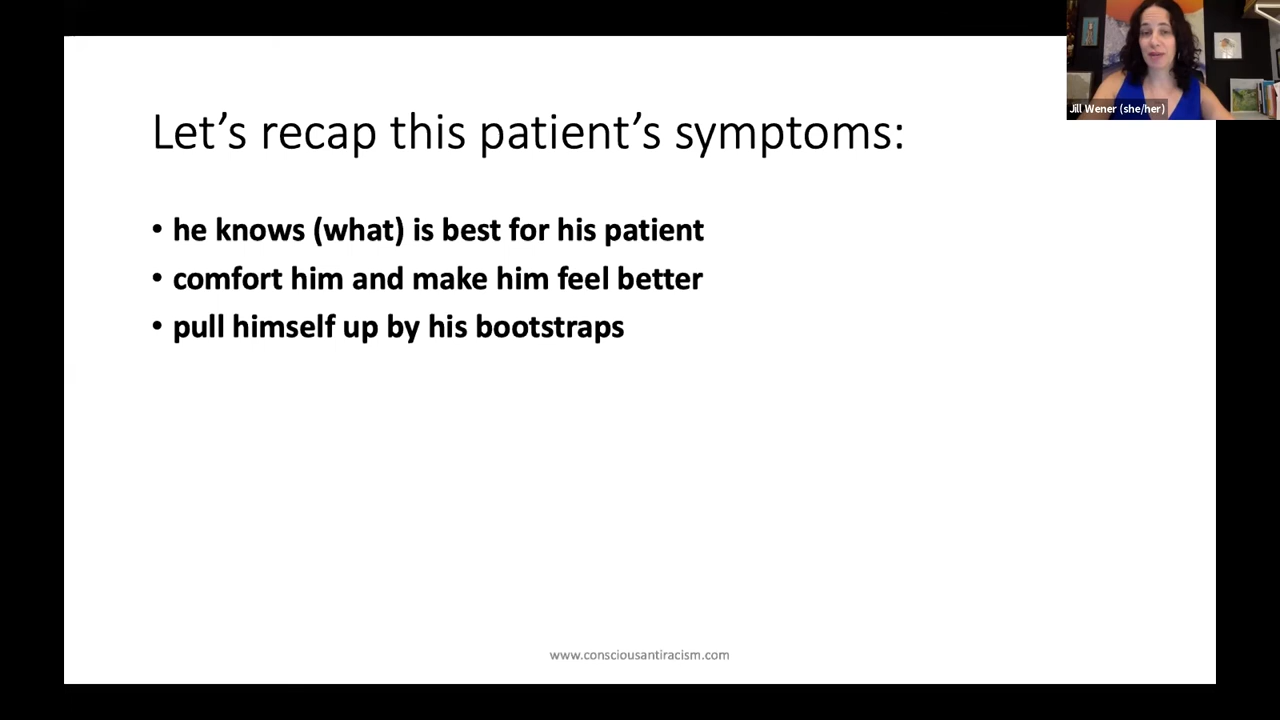 Jill Wener (she/her)
Let's recap this patient's symptoms:
• he knows (what) is best for his patient
• comfort him and make him feel better
• pull himself up by his bootstraps
www.consciousantiracism.com